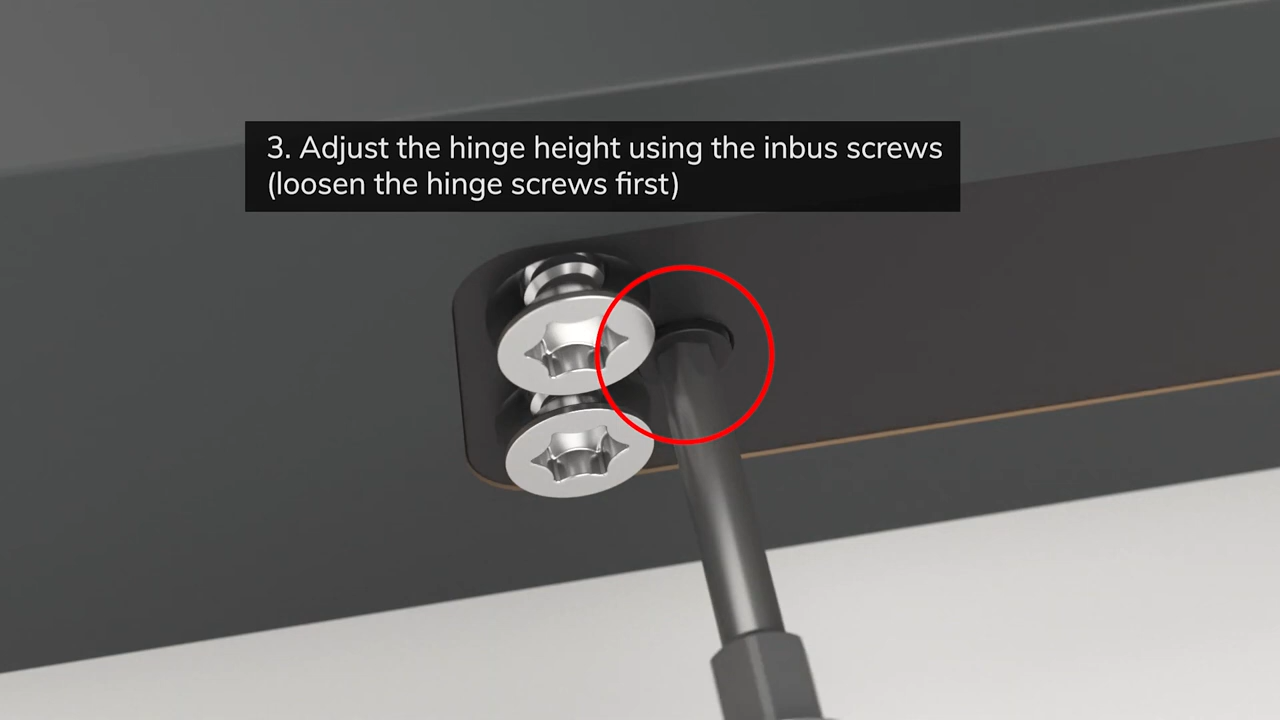 3. Adjust the hinge height using the inbus screws
(loosen the hinge screws first)